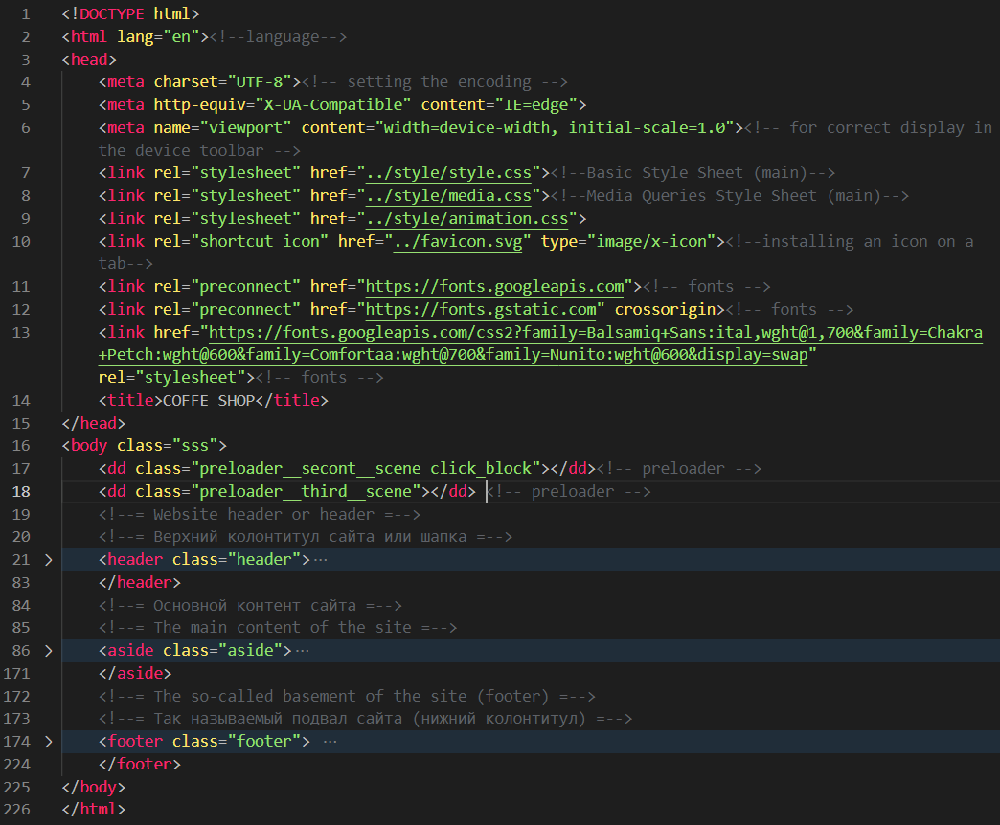 1 <!DOCTYPE html>
2 <html lang="en"><!--language-->
3 <head>
4 <meta charset="UTF-8"><!-- setting the encoding -->
5 <meta http-equiv="X-UA-Compatible" content="IE=edge">
6 <meta name="viewport" content="width=device-width, initial-scale=1.0"><!-- for correct display in
the device toolbar -->
7 <link rel="stylesheet" href="../style/style.css"><!--Basic Style Sheet (main)-->
8 <link rel="stylesheet" href="../style/media.css"><!--Media Queries Style Sheet (main)-->
9 <link rel="stylesheet" href="../style/animation.css">
10 <link rel="shortcut icon" href="../favicon.svg" type="image/x-icon"><!--installing an icon on a
tab-->
11 <link rel="preconnect" href="https://fonts.googleapis.com"><!-- fonts -->
12 <link rel="preconnect" href="https://fonts.gstatic.com" crossorigin><!-- fonts -->
13 <link href="https://fonts.googleapis.com/css2?family=Balsamiq+Sans:ital,wght@1,700&family=Chakra
+Petch:wght@600&family=Comfortaa:wght@700&family=Nunito:wght@600&display=swap"
rel="stylesheet"><!-- fonts -->
14 <title>COFFE SHOP</title>
15 </head>
16 <body class="sss">
17 <dd class="preloader__secont__scene click_block"></dd><!-- preloader -->
18 <dd class="preloader__third__scene"></dd> <!-- preloader -->
19 <!--= Website header or header =-->
20 <!--= Верхний колонтитул сайта или шапка =-->
21 <header class="header">…
83 </header>
84 <!--= Основной контент сайта =-->
85 <!--= The main content of the site =-->
86 <aside class="aside">…
171 </aside>
172 <!--= The so-called basement of the site (footer) =-->
173 <!--= Так называемый подвал сайта (нижний колонтитул) =-->
174 <footer class="footer"> …
224 </footer>
225 </body>
226 </html>